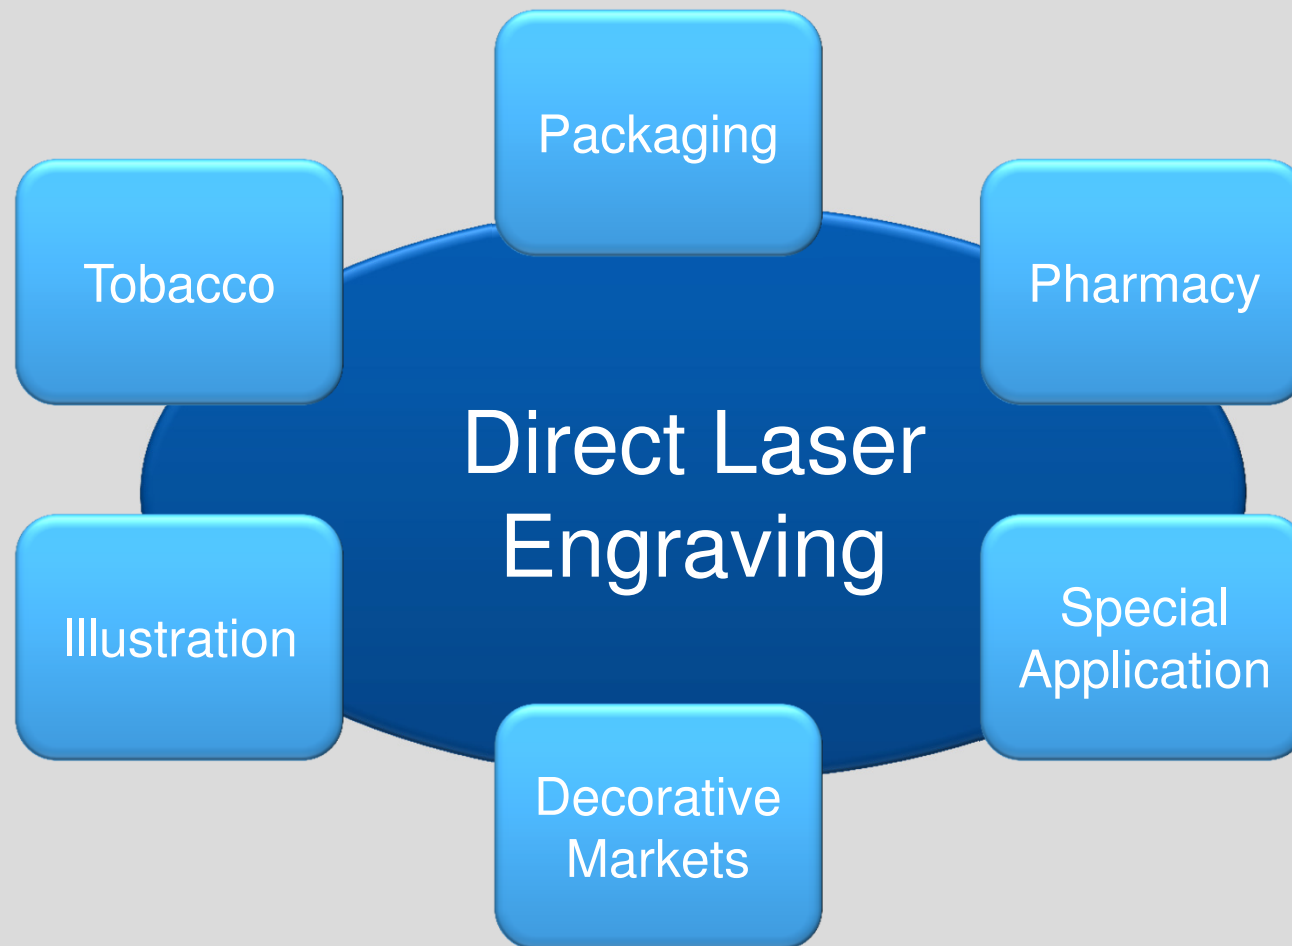 Packaging
Tobacco
Pharmacy
Direct Laser
Engraving
Illustration
Special
Application
Decorative
Markets